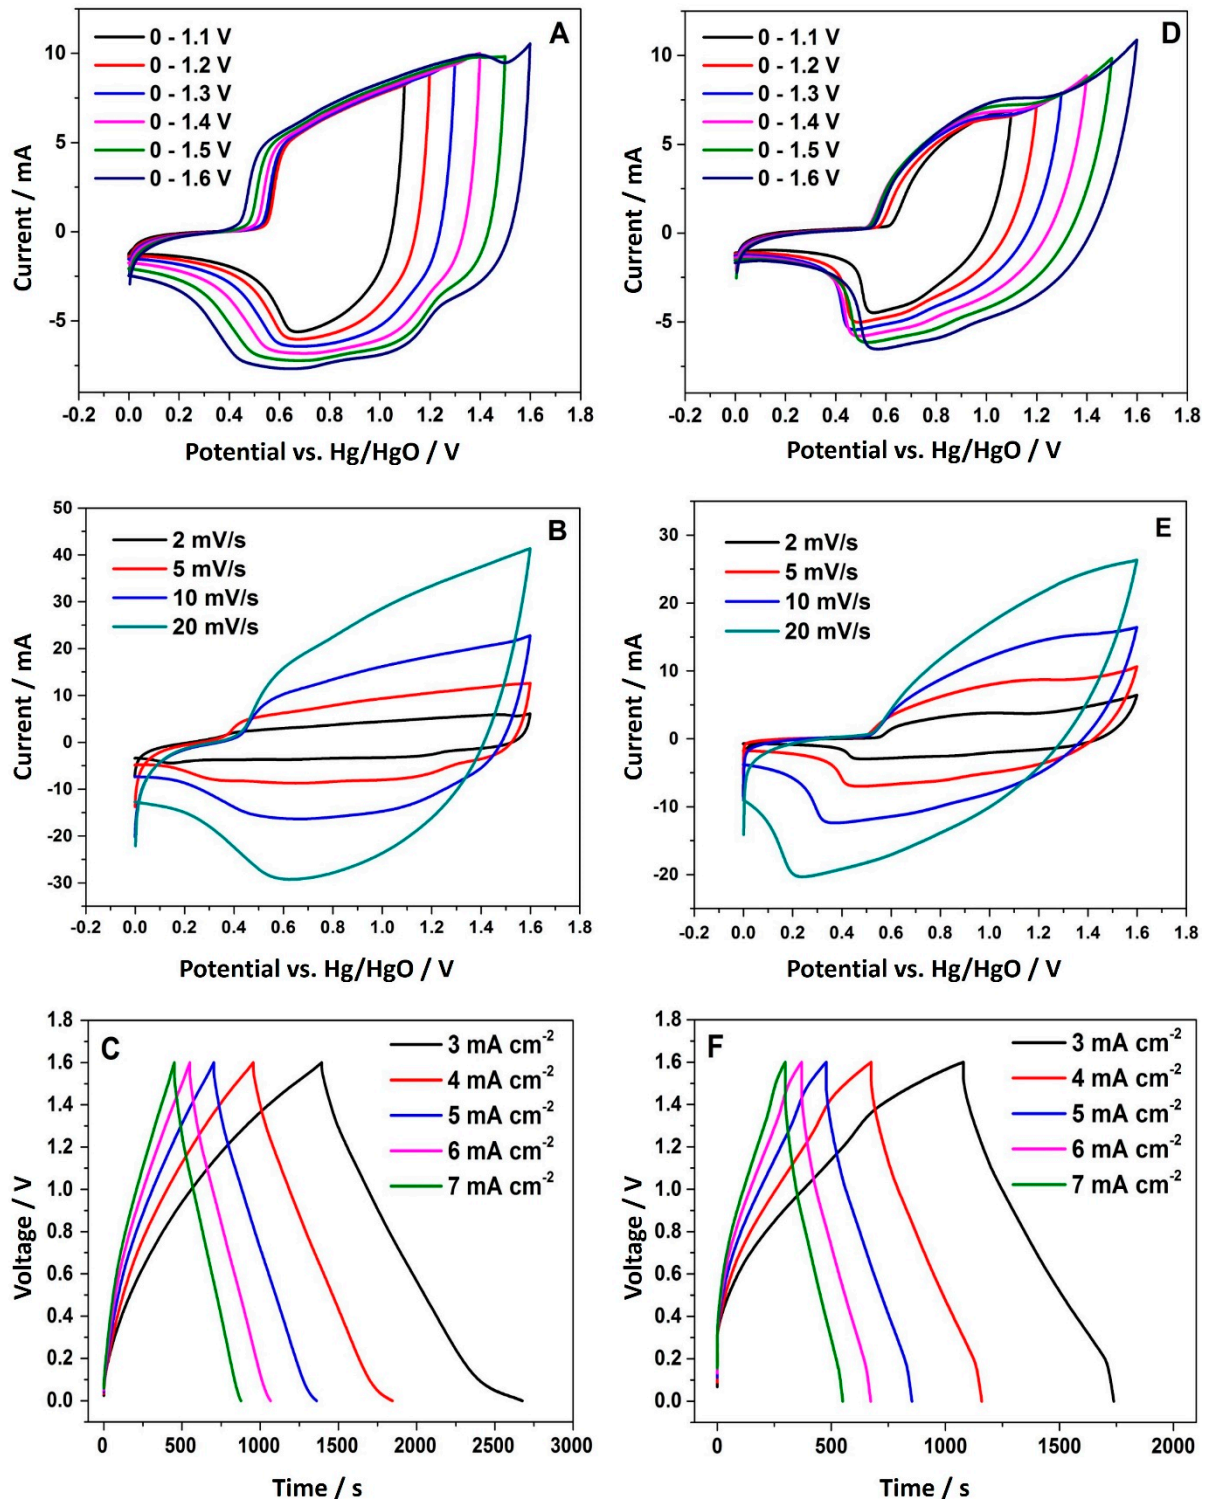 A
0 - 1.1 V
0 - 1.2 V
0 - 1.3 V
0 - 1.4 V
0 - 1.5 V
0 - 1.6 V
10
5
0
-5
Current / mA
-0.2 0.0 0.2 0.4 0.6 0.8 1.0 1.2 1.4 1.6 1.8
Potential vs. Hg/HgO / V
D
0 - 1.1 V
0 - 1.2 V
0 - 1.3 V
0 - 1.4 V
0 - 1.5 V
0 - 1.6 V
10
5
0
-5
Current / mA
-0.2 0.0 0.2 0.4 0.6 0.8 1.0 1.2 1.4 1.6 1.8
Potential vs. Hg/HgO / V
B
2 mV/s
5 mV/s
10 mV/s
20 mV/s
50
40
30
20
10
0
-10
-20
-30
Current / mA
-0.2 0.0 0.2 0.4 0.6 0.8 1.0 1.2 1.4 1.6 1.8
Potential vs. Hg/HgO / V
E
2 mV/s
5 mV/s
10 mV/s
20 mV/s
30
20
10
0
-10
-20
Current / mA
-0.2 0.0 0.2 0.4 0.6 0.8 1.0 1.2 1.4 1.6 1.8
Potential vs. Hg/HgO / V
C
3 mA cm-2
4 mA cm-2
5 mA cm-2
6 mA cm-2
7 mA cm-2
1.8
1.6
1.4
1.2
1.0
0.8
0.6
0.4
0.2
0.0
Voltage / V
0 500 1000 1500 2000 2500 3000
Time / s
F
3 mA cm-2
4 mA cm-2
5 mA cm-2
6 mA cm-2
7 mA cm-2
1.8
1.6
1.4
1.2
1.0
0.8
0.6
0.4
0.2
0.0
Voltage / V
0 500 1000 1500 2000
Time / s